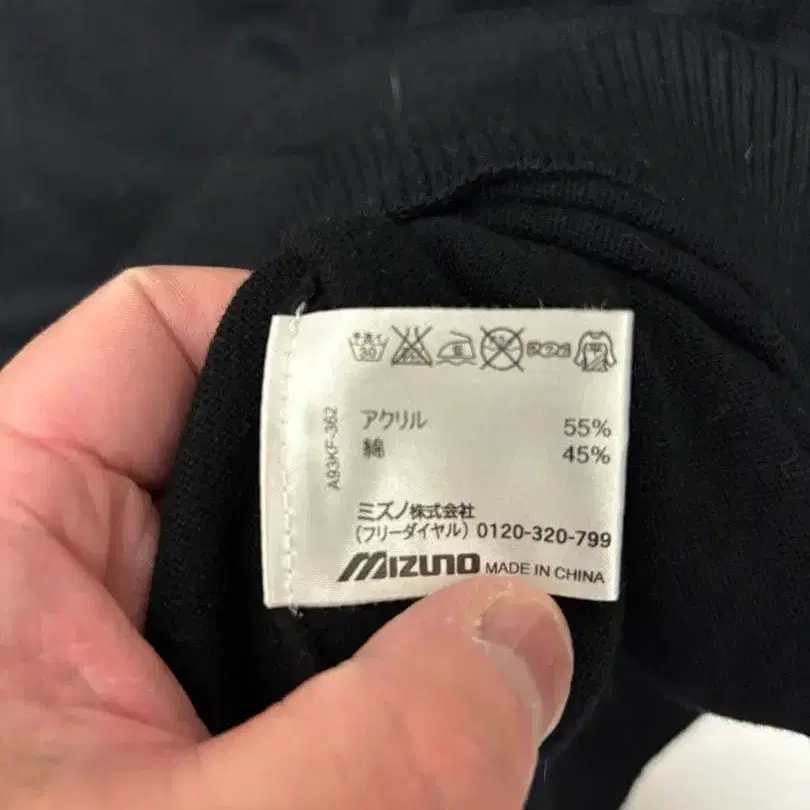 アクリル 55%
綿 45%
A93KF-362
ミズノ株式会社
(フリーダイヤル) 0120-320-799
MIZUNO MADE IN CHINA